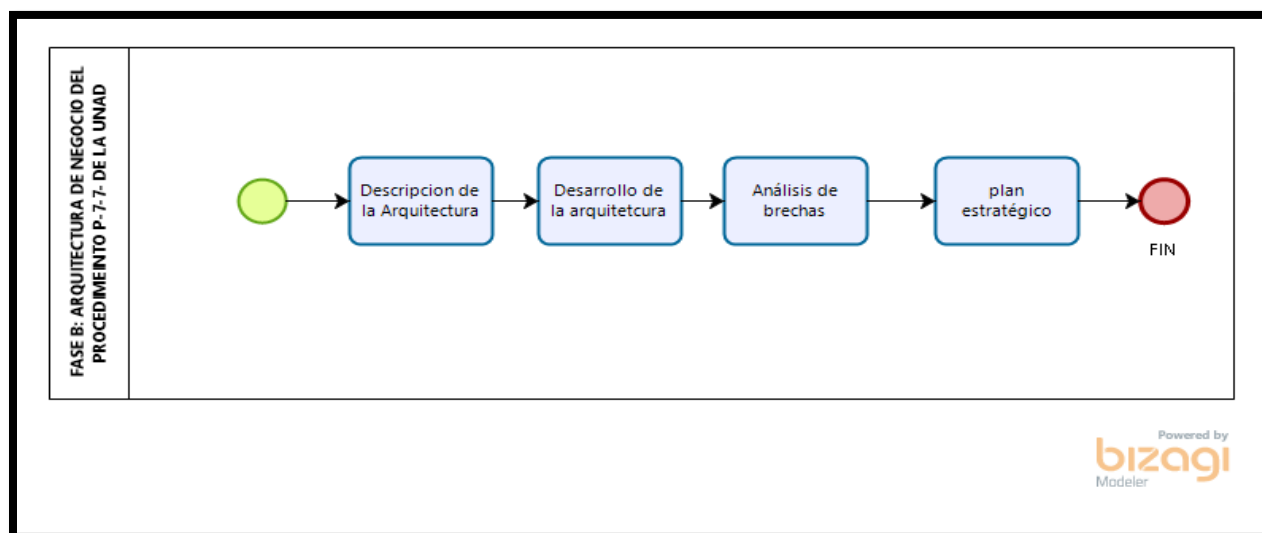 FASE B: ARQUITECTURA DE NEGOCIO DEL
PROCEDIMEINTO P-7-7- DE LA UNAD
Descripcion de
la Arquitectura
Desarrollo de
la arquitetcura
Análisis de
brechas
plan
estratégico
FIN
Powered by
bizagi
Modeler